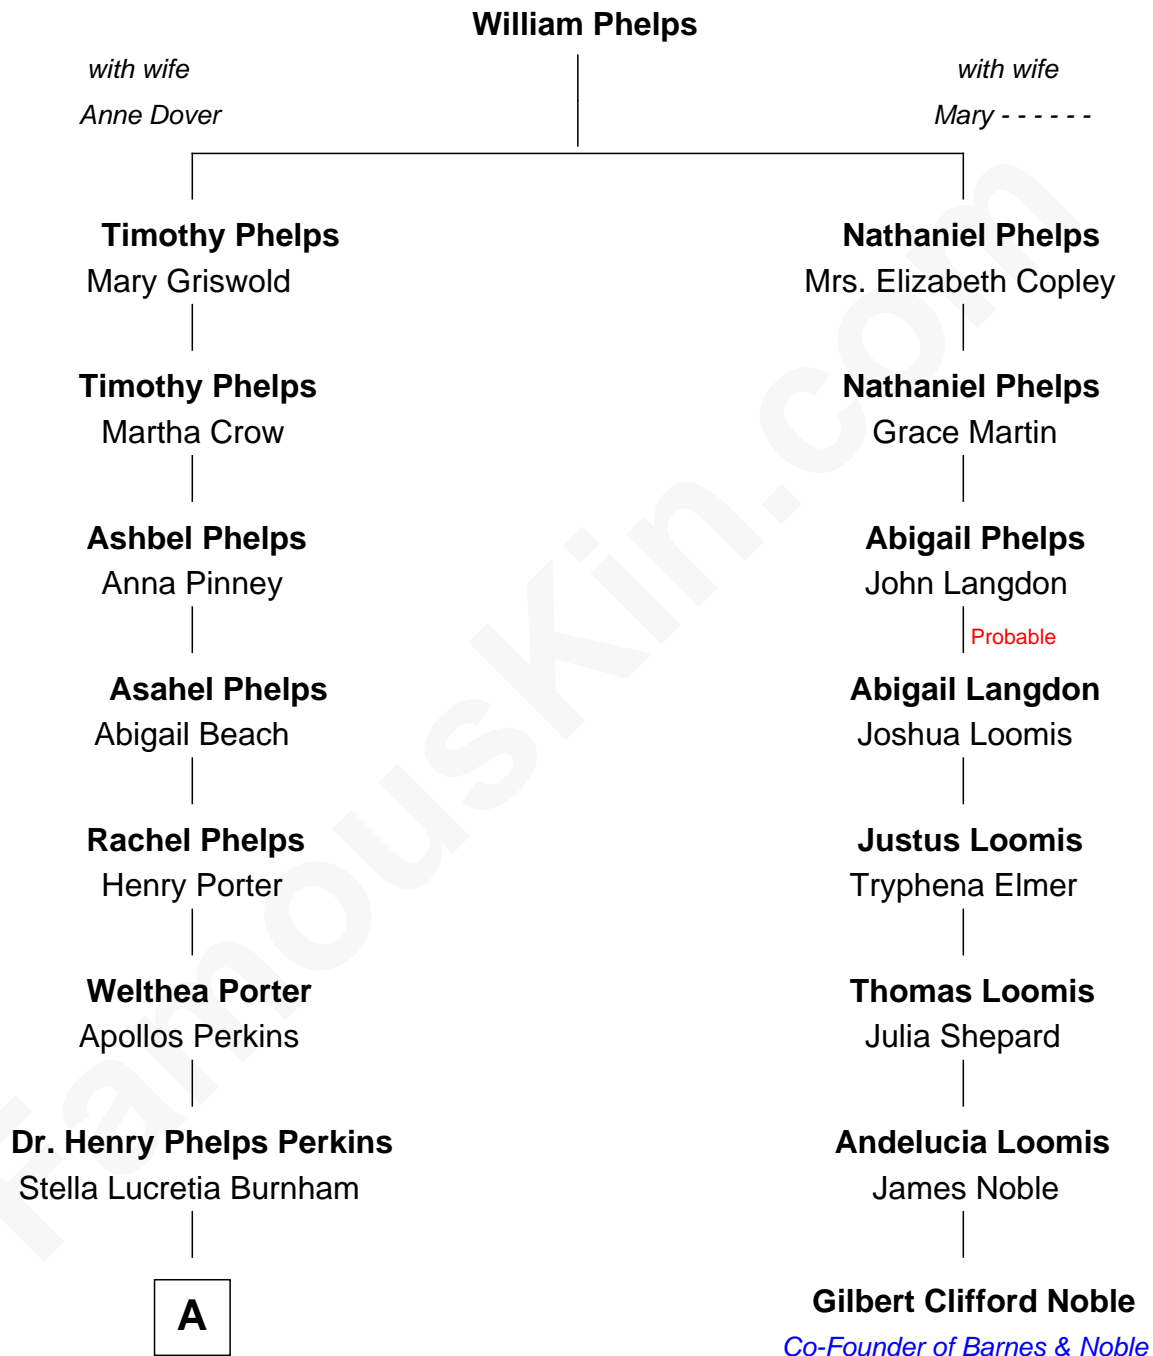 William Phelps
with wife
with wife
Anne Dover
Mary - - - - - -
Timothy Phelps
Nathaniel Phelps
Mary Griswold
Mrs. Elizabeth Copley
Timothy Phelps
Nathaniel Phelps
Martha Crow
Grace Martin
Ashbel Phelps
Abigail Phelps
Anna Pinney
John Langdon
Probable
Asahel Phelps
Abigail Langdon
Abigail Beach
Joshua Loomis
Rachel Phelps
Justus Loomis
Henry Porter
Tryphena Elmer
Welthea Porter
Thomas Loomis
Apollos Perkins
Julia Shepard
Dr. Henry Phelps Perkins
Andelucia Loomis
Stella Lucretia Burnham
James Noble
A
Gilbert Clifford Noble
Co-Founder of Barnes & Noble
FamousKin.com